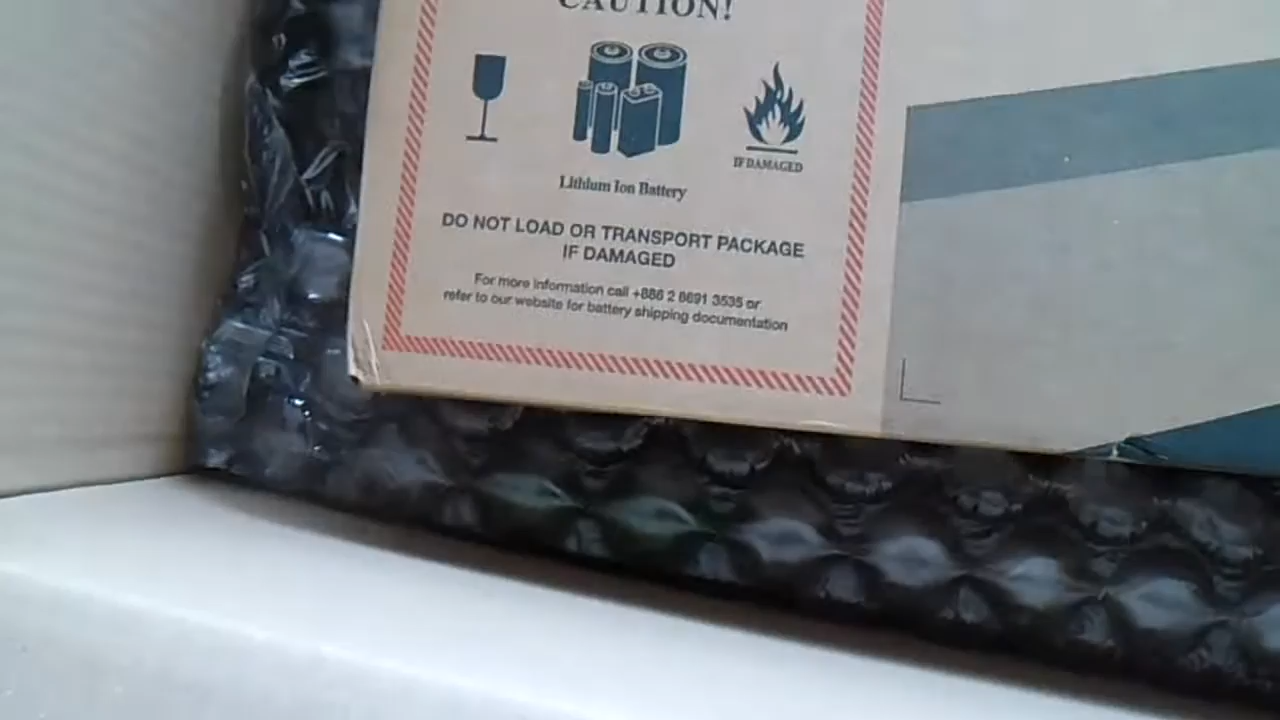 CAUTION!
IF DAMAGED
Lithium Ion Battery
DO NOT LOAD OR TRANSPORT PACKAGE
IF DAMAGED
For more information call +886 2 8691 3535 or
refer to our website for battery shipping documentation